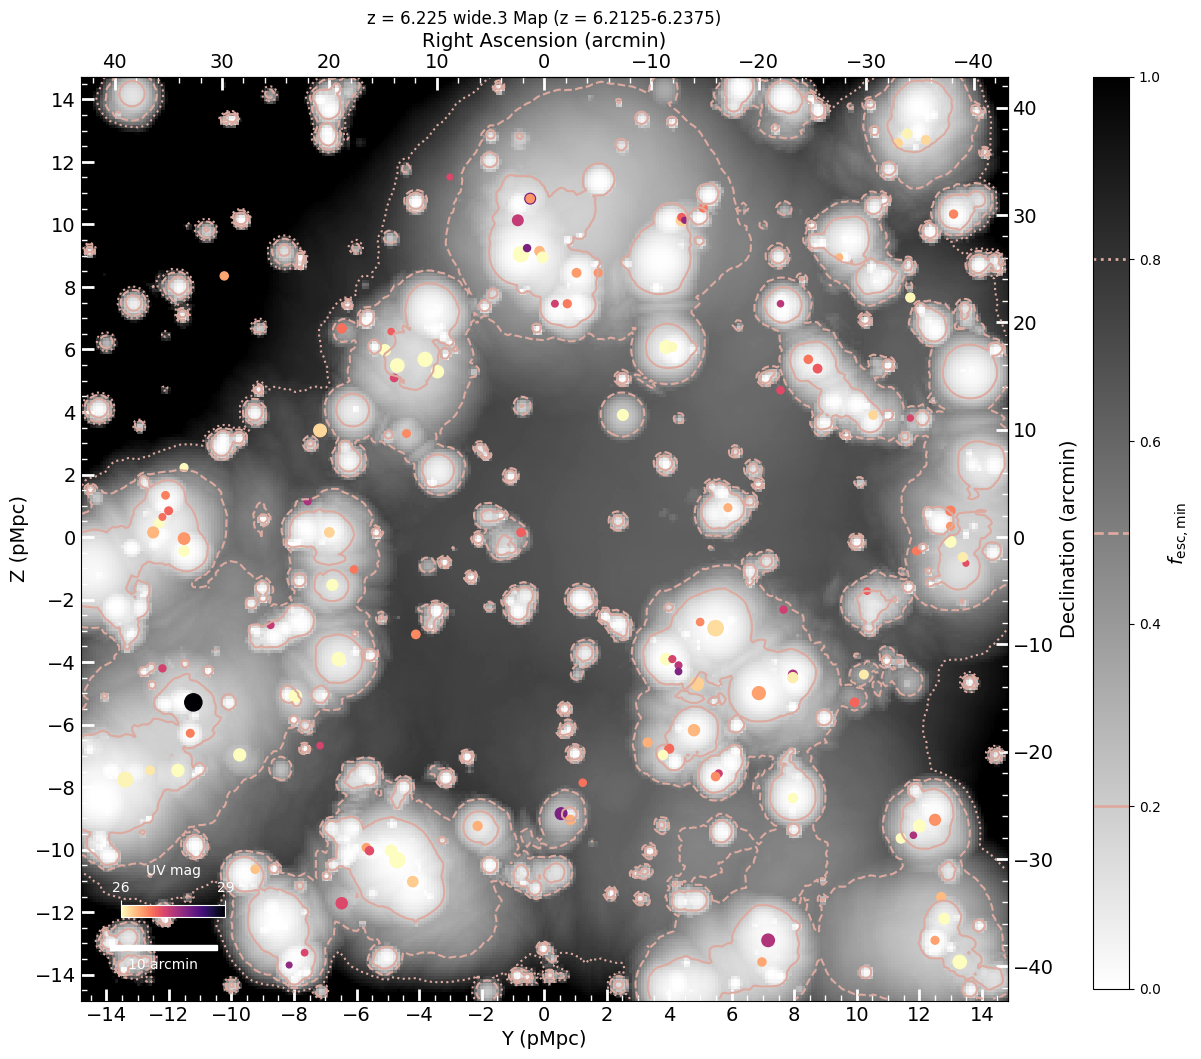 z = 6.225 wide.3 Map (z = 6.2125-6.2375)
Right Ascension (arcmin)
40 30 20 10 0 −10 −20 −30 −40
14 12 10 8 6 4 2 0 −2 −4 −6 −8 −10 −12 −14
Z (pMpc)
40 30 20 10 0 −10 −20 −30 −40
Declination (arcmin)
1.0 0.8 0.6 0.4 0.2 0.0
fesc,min
UV mag
26 29
10 arcmin
−14 −12 −10 −8 −6 −4 −2 0 2 4 6 8 10 12 14
Y (pMpc)